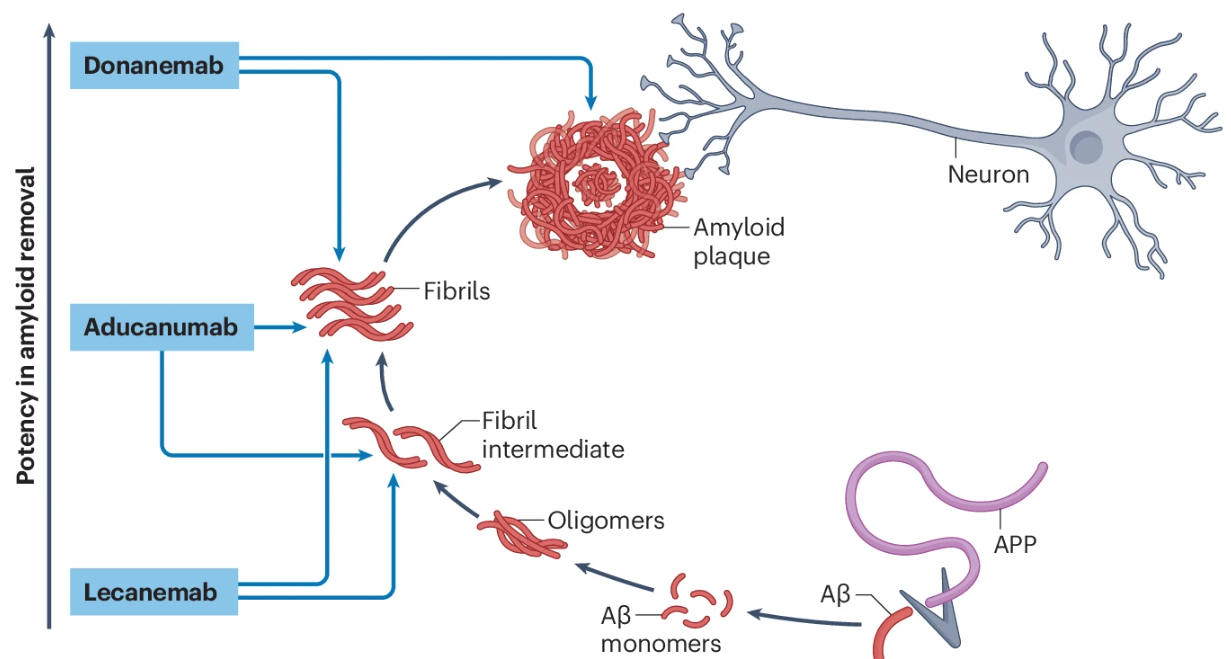 Donanemab
Neuron
Amyloid
plaque
Fibrils
Potency in amyloid removal
Aducanumab
Fibril
intermediate
Oligomers
APP
Lecanemab
Aβ
Aβ
monomers